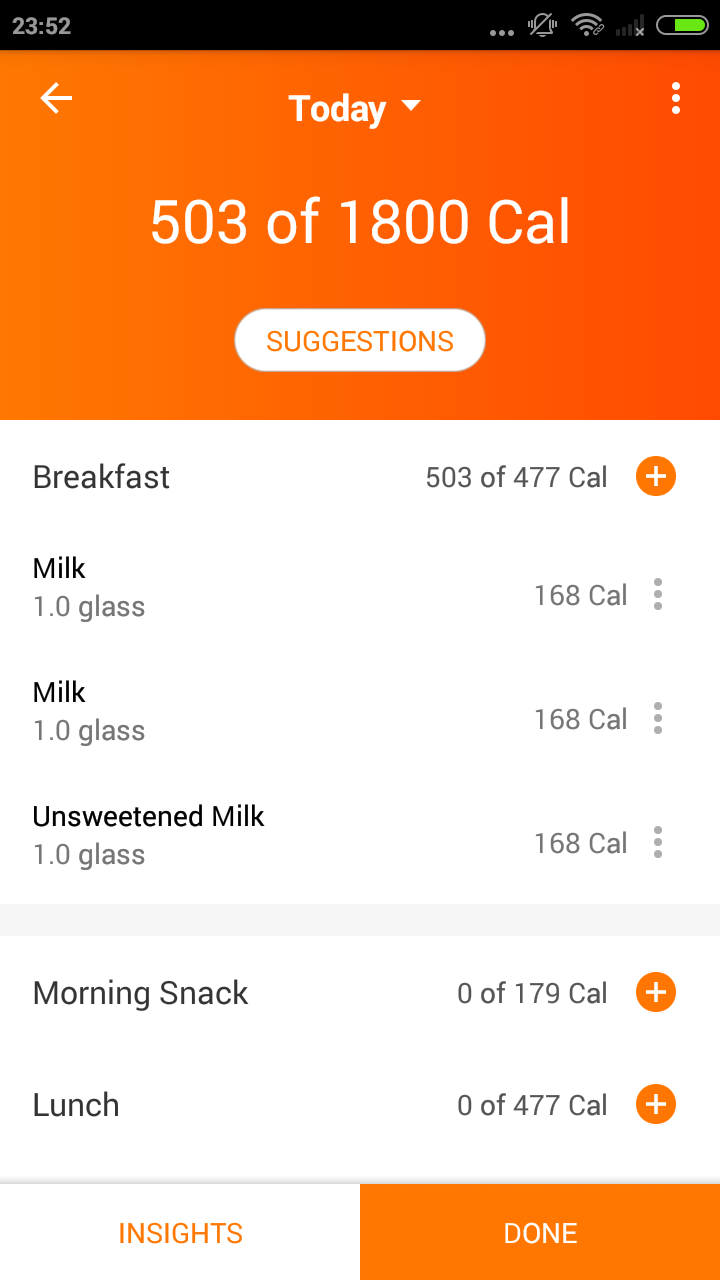 23:52
Today
503 of 1800 Cal
SUGGESTIONS
Breakfast 503 of 477 Cal
Milk
1.0 glass 168 Cal
Milk
1.0 glass 168 Cal
Unsweetened Milk
1.0 glass 168 Cal
Morning Snack 0 of 179 Cal
Lunch 0 of 477 Cal
INSIGHTS DONE